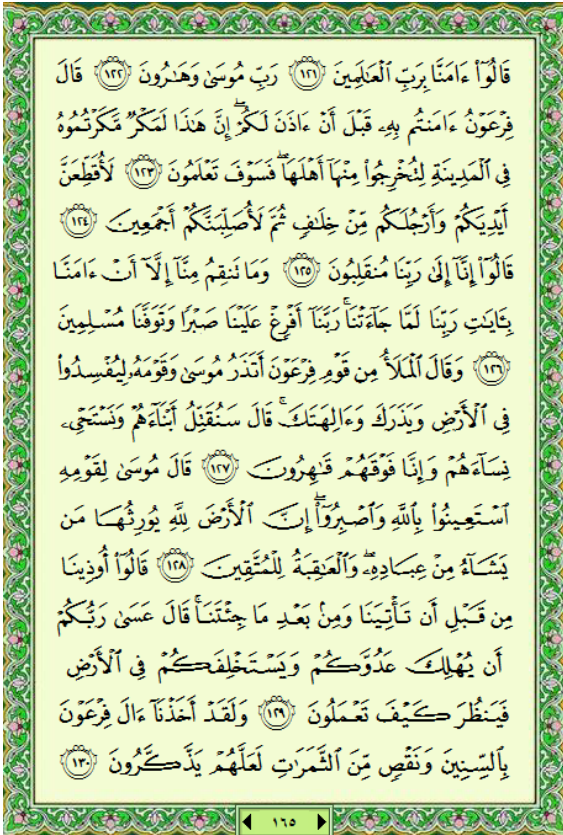 قَالُوٓا۟ ءَامَنَّا بِرَبِّ ٱلْعَـٰلَمِينَ ١٢١ رَبِّ مُوسَىٰ وَهَـٰرُونَ ١٢٢ قَالَ
فِرْعَوْنُ ءَامَنتُم بِهِۦ قَبْلَ أَنْ ءَاذَنَ لَكُمْ ۖ إِنَّ هَـٰذَا لَمَكْرٌ مَّكَرْتُمُوهُ
فِى ٱلْمَدِينَةِ لِتُخْرِجُوا۟ مِنْهَآ أَهْلَهَا ۖ فَسَوْفَ تَعْلَمُونَ ١٢٣ لَأُقَطِّعَنَّ
أَيْدِيَكُمْ وَأَرْجُلَكُم مِّنْ خِلَـٰفٍ ثُمَّ لَأُصَلِّبَنَّكُمْ أَجْمَعِينَ ١٢٤
قَالُوٓا۟ إِنَّآ إِلَىٰ رَبِّنَا مُنقَلِبُونَ ١٢٥ وَمَا تَنقِمُ مِنَّآ إِلَّآ أَنْ ءَامَنَّا
بِـَٔايَـٰتِ رَبِّنَا لَمَّا جَآءَتْنَا ۚ رَبَّنَآ أَفْرِغْ عَلَيْنَا صَبْرًا وَتَوَفَّنَا مُسْلِمِينَ
١٢٦ وَقَالَ ٱلْمَلَأُ مِن قَوْمِ فِرْعَوْنَ أَتَذَرُ مُوسَىٰ وَقَوْمَهُۥ لِيُفْسِدُوا۟
فِى ٱلْأَرْضِ وَيَذَرَكَ وَءَالِهَتَكَ ۚ قَالَ سَنُقَتِّلُ أَبْنَآءَهُمْ وَنَسْتَحْىِۦ
نِسَآءَهُمْ وَإِنَّا فَوْقَهُمْ قَـٰهِرُونَ ١٢٧ قَالَ مُوسَىٰ لِقَوْمِهِ
ٱسْتَعِينُوا۟ بِٱللَّهِ وَٱصْبِرُوٓا۟ ۖ إِنَّ ٱلْأَرْضَ لِلَّهِ يُورِثُهَا مَن
يَشَآءُ مِنْ عِبَادِهِۦ ۖ وَٱلْعَـٰقِبَةُ لِلْمُتَّقِينَ ١٢٨ قَالُوٓا۟ أُوذِينَا
مِن قَبْلِ أَن تَأْتِيَنَا وَمِنۢ بَعْدِ مَا جِئْتَنَا ۚ قَالَ عَسَىٰ رَبُّكُمْ
أَن يُهْلِكَ عَدُوَّكُمْ وَيَسْتَخْلِفَكُمْ فِى ٱلْأَرْضِ
فَيَنظُرَ كَيْفَ تَعْمَلُونَ ١٢٩ وَلَقَدْ أَخَذْنَآ ءَالَ فِرْعَوْنَ
بِٱلسِّنِينَ وَنَقْصٍ مِّنَ ٱلثَّمَرَٰتِ لَعَلَّهُمْ يَذَّكَّرُونَ ١٣٠
١٦٥